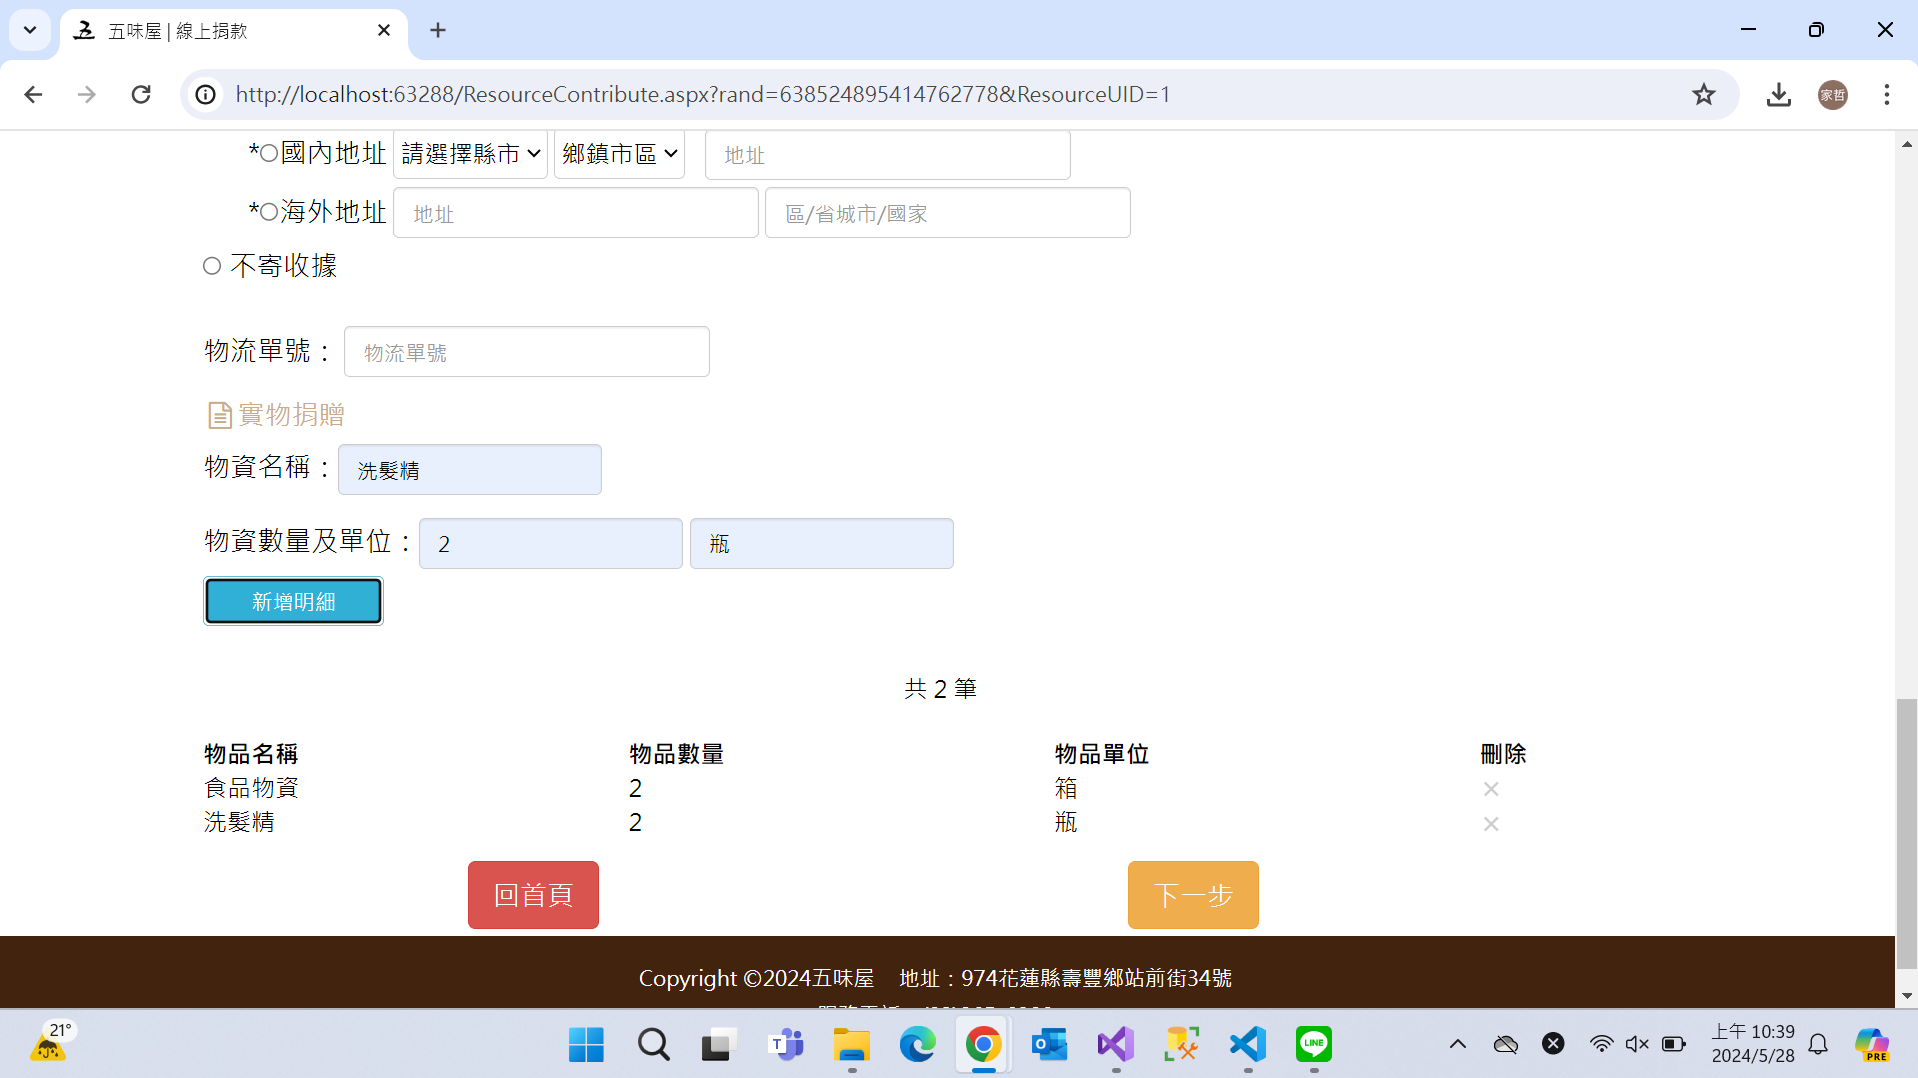 五味屋 | 線上捐款
http://localhost:63288/ResourceContribute.aspx?rand=638524895414762778&ResourceUID=1
家哲
*國內地址 請選擇縣市 鄉鎮市區 地址
*海外地址 地址 區/省城市/國家
不寄收據
物流單號： 物流單號
實物捐贈
物資名稱： 洗髮精
物資數量及單位： 2 瓶
新增明細
共 2 筆
物品名稱 物品數量 物品單位 刪除
食品物資 2 箱
洗髮精 2 瓶
回首頁 下一步
Copyright ©2024五味屋 地址：974花蓮縣壽豐鄉站前街34號
21°
上午 10:39
2024/5/28
PRE
LINE